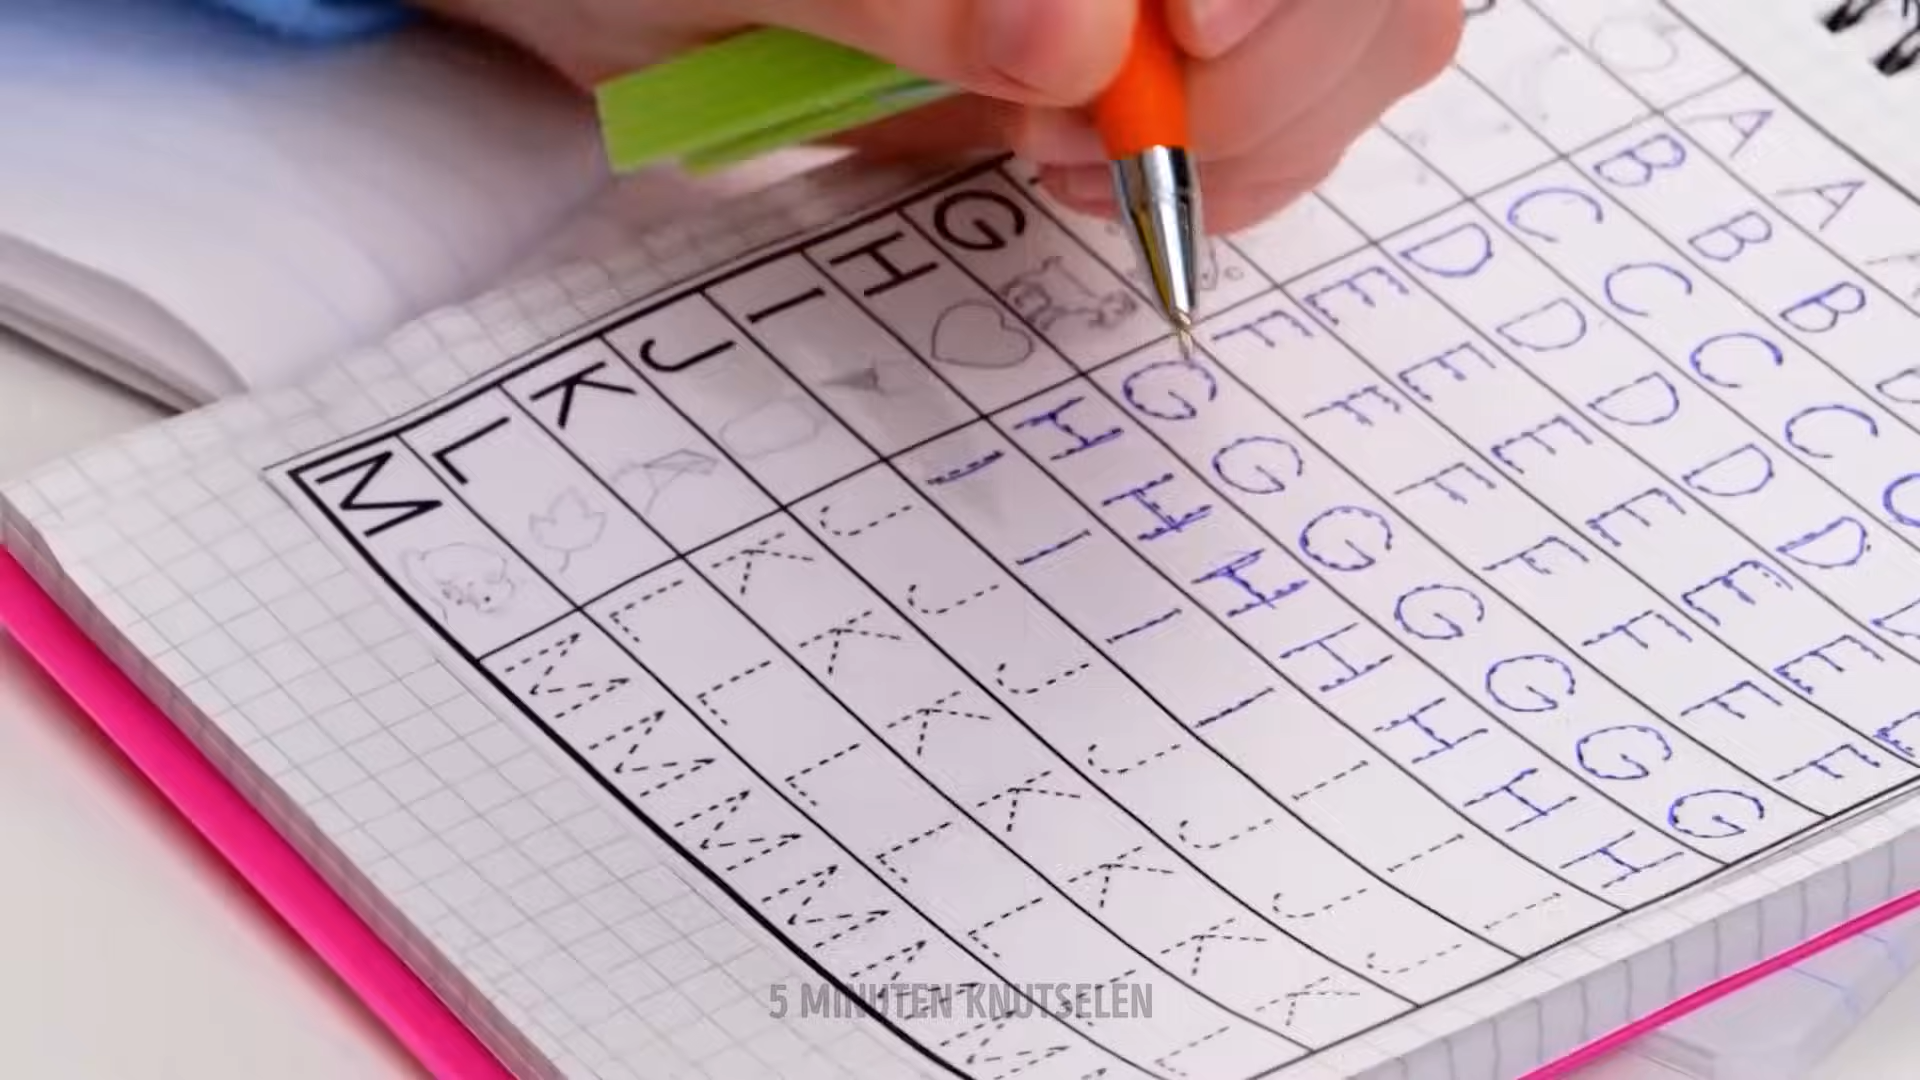 A A A
B B B B
C C C C C
D D D D D D
E E E E E E E
F F F F F F F
G G G G G G G G
H H H H H H H H
I I I I I I I I
J J J J J J J J
K K K K K K K K
L L L L L L L L
M M M M M M M M
5 MINUTEN KNUTSELEN